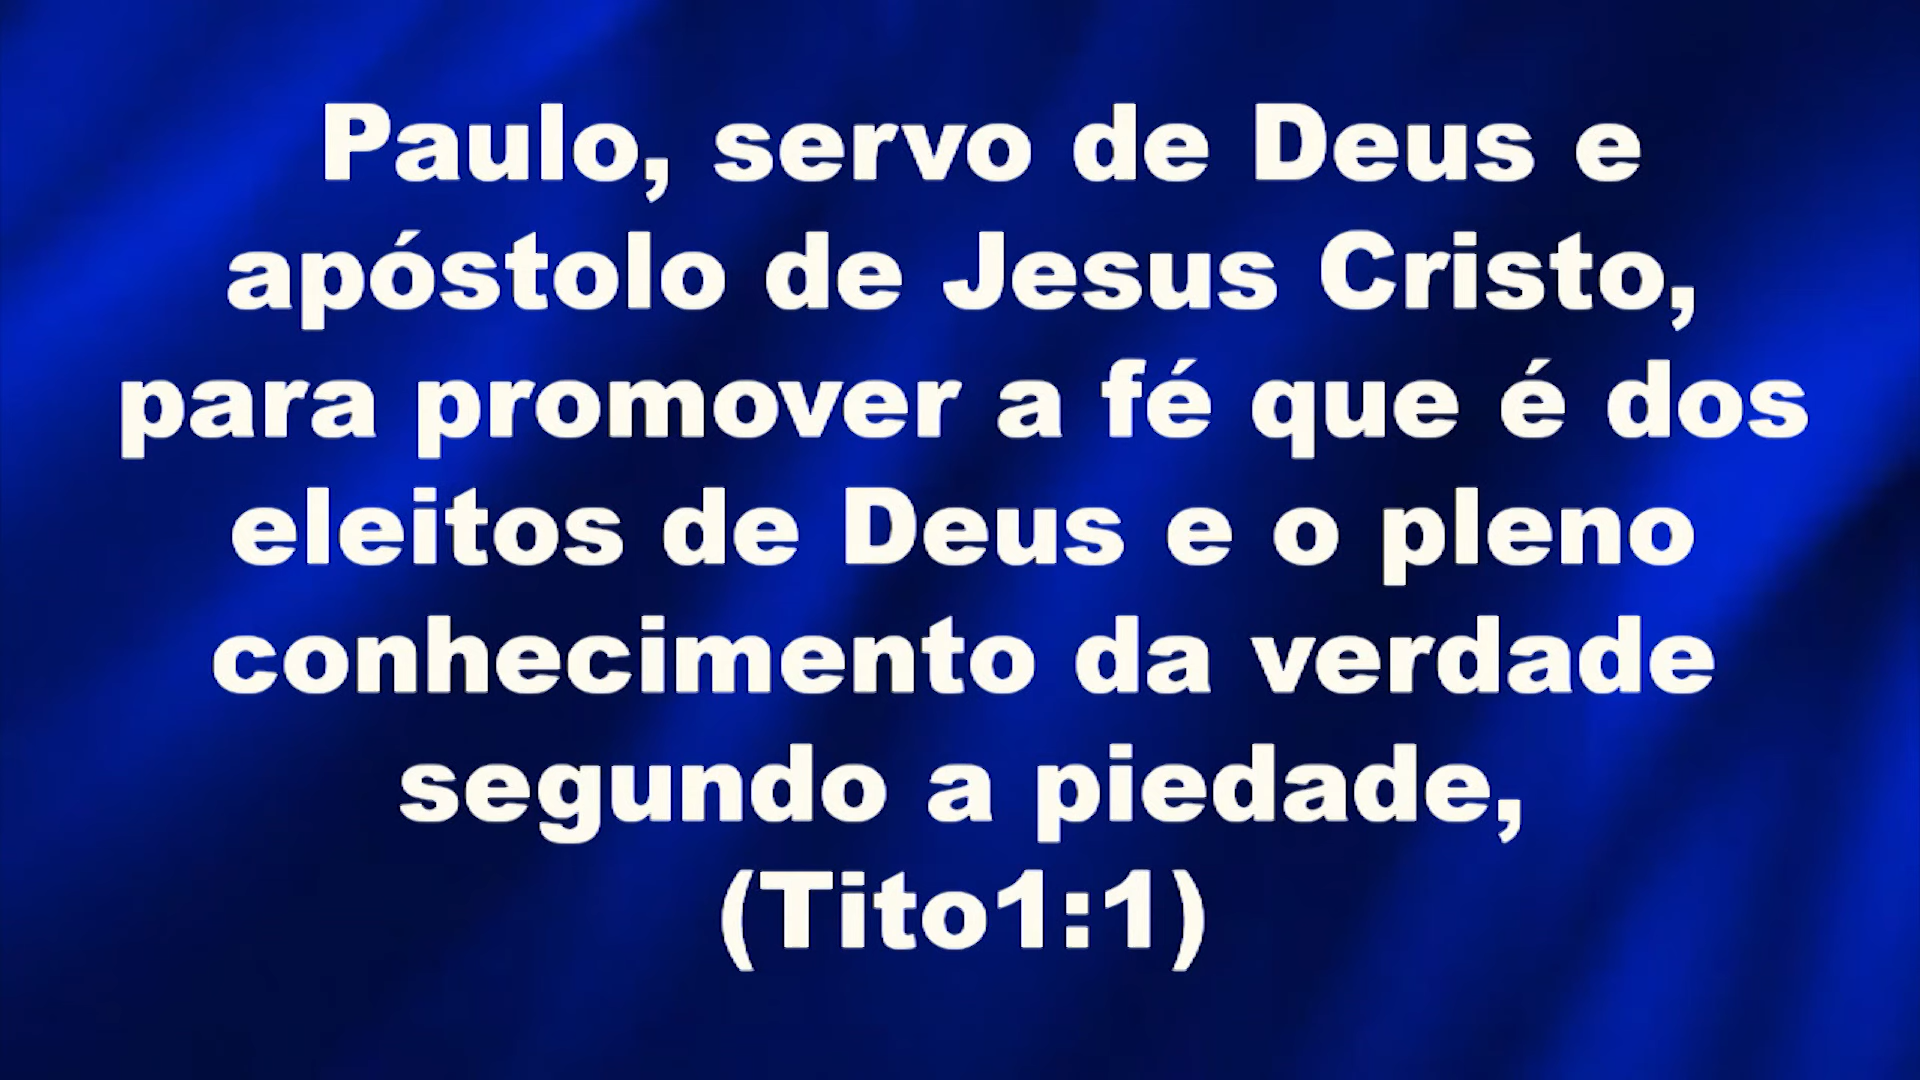 Paulo, servo de Deus e
apóstolo de Jesus Cristo,
para promover a fé que é dos
eleitos de Deus e o pleno
conhecimento da verdade
segundo a piedade,
(Tito1:1)